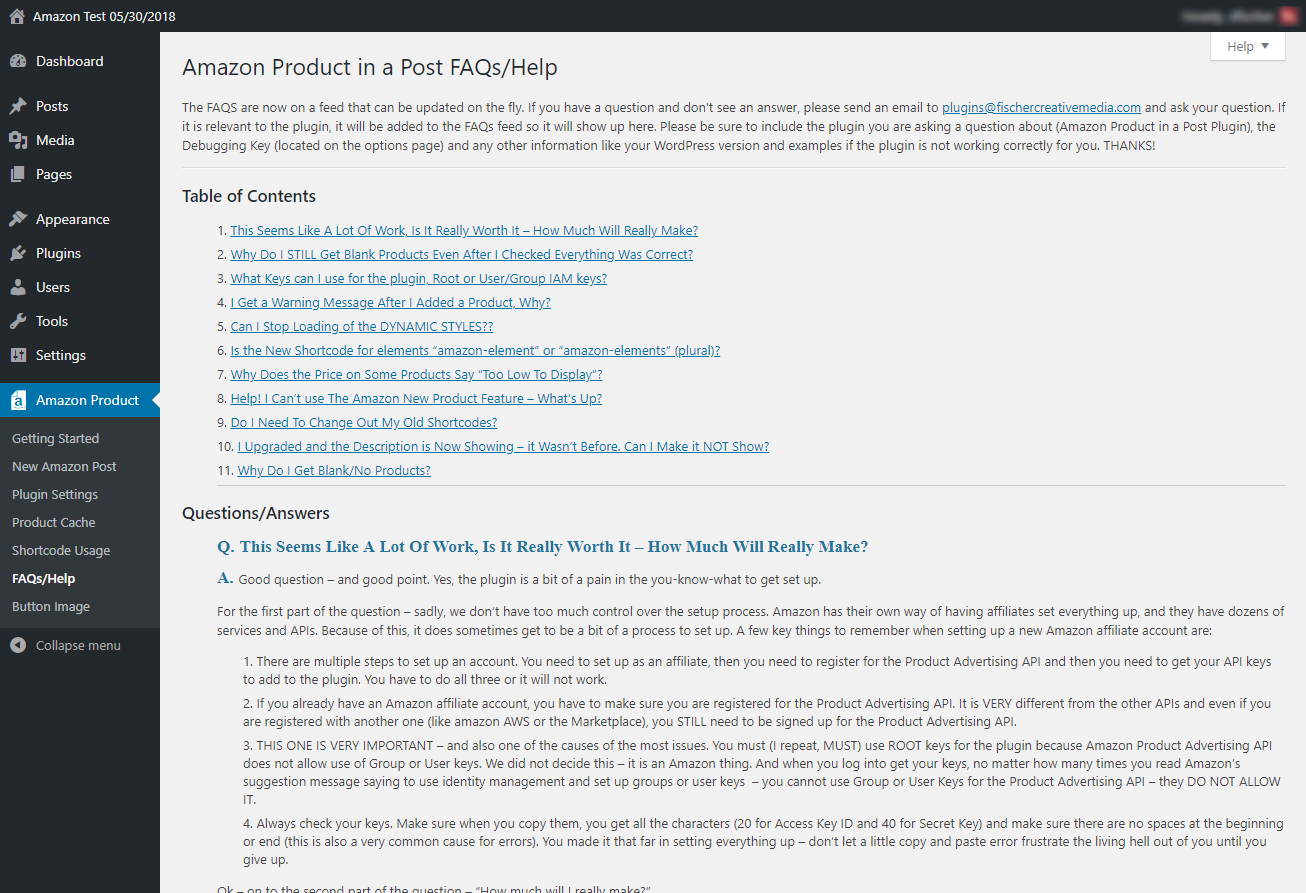 Amazon Test 05/30/2018
Help
Dashboard
Posts
Media
Pages
Appearance
Plugins
Users
Tools
Settings
Amazon Product
Getting Started
New Amazon Post
Plugin Settings
Product Cache
Shortcode Usage
FAQs/Help
Button Image
Collapse menu
Amazon Product in a Post FAQs/Help
The FAQS are now on a feed that can be updated on the fly. If you have a question and don't see an answer, please send an email to plugins@fischercreativemedia.com and ask your question. If
it is relevant to the plugin, it will be added to the FAQs feed so it will show up here. Please be sure to include the plugin you are asking a question about (Amazon Product in a Post Plugin), the
Debugging Key (located on the options page) and any other information like your WordPress version and examples if the plugin is not working correctly for you. THANKS!
Table of Contents
1. This Seems Like A Lot Of Work, Is It Really Worth It – How Much Will Really Make?
2. Why Do I STILL Get Blank Products Even After I Checked Everything Was Correct?
3. What Keys can I use for the plugin, Root or User/Group IAM keys?
4. I Get a Warning Message After I Added a Product, Why?
5. Can I Stop Loading of the DYNAMIC STYLES??
6. Is the New Shortcode for elements “amazon-element” or “amazon-elements” (plural)?
7. Why Does the Price on Some Products Say “Too Low To Display”?
8. Help! I Can’t use The Amazon New Product Feature – What’s Up?
9. Do I Need To Change Out My Old Shortcodes?
10. I Upgraded and the Description is Now Showing – it Wasn’t Before. Can I Make it NOT Show?
11. Why Do I Get Blank/No Products?
Questions/Answers
Q. This Seems Like A Lot Of Work, Is It Really Worth It – How Much Will Really Make?
A. Good question – and good point. Yes, the plugin is a bit of a pain in the you-know-what to get set up.
For the first part of the question – sadly, we don’t have too much control over the setup process. Amazon has their own way of having affiliates set everything up, and they have dozens of
services and APIs. Because of this, it does sometimes get to be a bit of a process to set up. A few key things to remember when setting up a new Amazon affiliate account are:
1. There are multiple steps to set up an account. You need to set up as an affiliate, then you need to register for the Product Advertising API and then you need to get your API keys
to add to the plugin. You have to do all three or it will not work.
2. If you already have an Amazon affiliate account, you have to make sure you are registered for the Product Advertising API. It is VERY different from the other APIs and even if you
are registered with another one (like amazon AWS or the Marketplace), you STILL need to be signed up for the Product Advertising API.
3. THIS ONE IS VERY IMPORTANT – and also one of the causes of the most issues. You must (I repeat, MUST) use ROOT keys for the plugin because Amazon Product Advertising API
does not allow use of Group or User keys. We did not decide this – it is an Amazon thing. And when you log into get your keys, no matter how many times you read Amazon’s
suggestion message saying to use identity management and set up groups or user keys – you cannot use Group or User Keys for the Product Advertising API – they DO NOT ALLOW
IT.
4. Always check your keys. Make sure when you copy them, you get all the characters (20 for Access Key ID and 40 for Secret Key) and make sure there are no spaces at the beginning
or end (this is also a very common cause for errors). You made it that far in setting everything up – don’t let a little copy and paste error frustrate the living hell out of you until you
give up.
Ok – on to the second part of the question – “How much will I really make?”